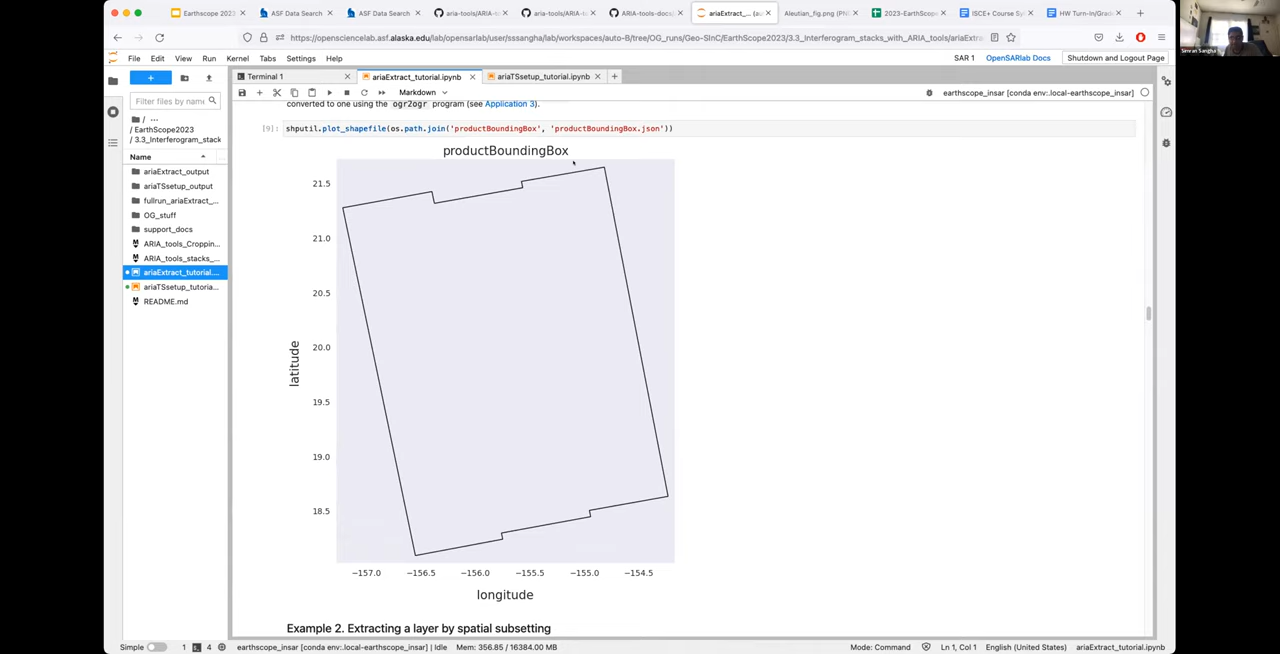 Earthscope 2023
ASF Data Search
ASF Data Search
aria-tools/ARIA-to
aria-tools/ARIA-to
ARIA-tools-docs/
ariaExtract_... (au
Aleutian_fig.png (PN
2023-EarthScope
ISCE+ Course Sy
HW Turn-In/Grad
https://opensciencelab.asf.alaska.edu/lab/opensarlab/user/sssangha/lab/workspaces/auto-B/tree/OG_runs/Geo-SInC/EarthScope2023/3.3_Interferogram_stacks_with_ARIA_tools/ariaExtra
Simran Sangha
File Edit View Run Kernel Tabs Settings Help
SAR 1 OpenSARlab Docs Shutdown and Logout Page
Terminal 1
ariaExtract_tutorial.ipynb
ariaTSsetup_tutorial.ipynb
Markdown
earthscope_insar [conda env:.local-earthscope_insar]
Filter files by name
/ ...
/ EarthScope2023
/ 3.3_Interferogram_stack
Name
ariaExtract_output
ariaTSsetup_output
fullrun_ariaExtract_...
OG_stuff
support_docs
ARIA_tools_Croppin...
ARIA_tools_stacks_...
ariaExtract_tutorial....
ariaTSsetup_tutoria...
README.md
converted to one using the ogr2ogr program (see Application 3).
[9]: shputil.plot_shapefile(os.path.join('productBoundingBox', 'productBoundingBox.json'))
productBoundingBox
21.5
21.0
20.5
20.0
19.5
19.0
18.5
latitude
−157.0 −156.5 −156.0 −155.5 −155.0 −154.5
longitude
Example 2. Extracting a layer by spatial subsetting
Simple 1 4 earthscope_insar [conda env:.local-earthscope_insar] | Idle Mem: 356.85 / 16384.00 MB Mode: Command Ln 1, Col 1 English (United States) ariaExtract_tutorial.ipynb